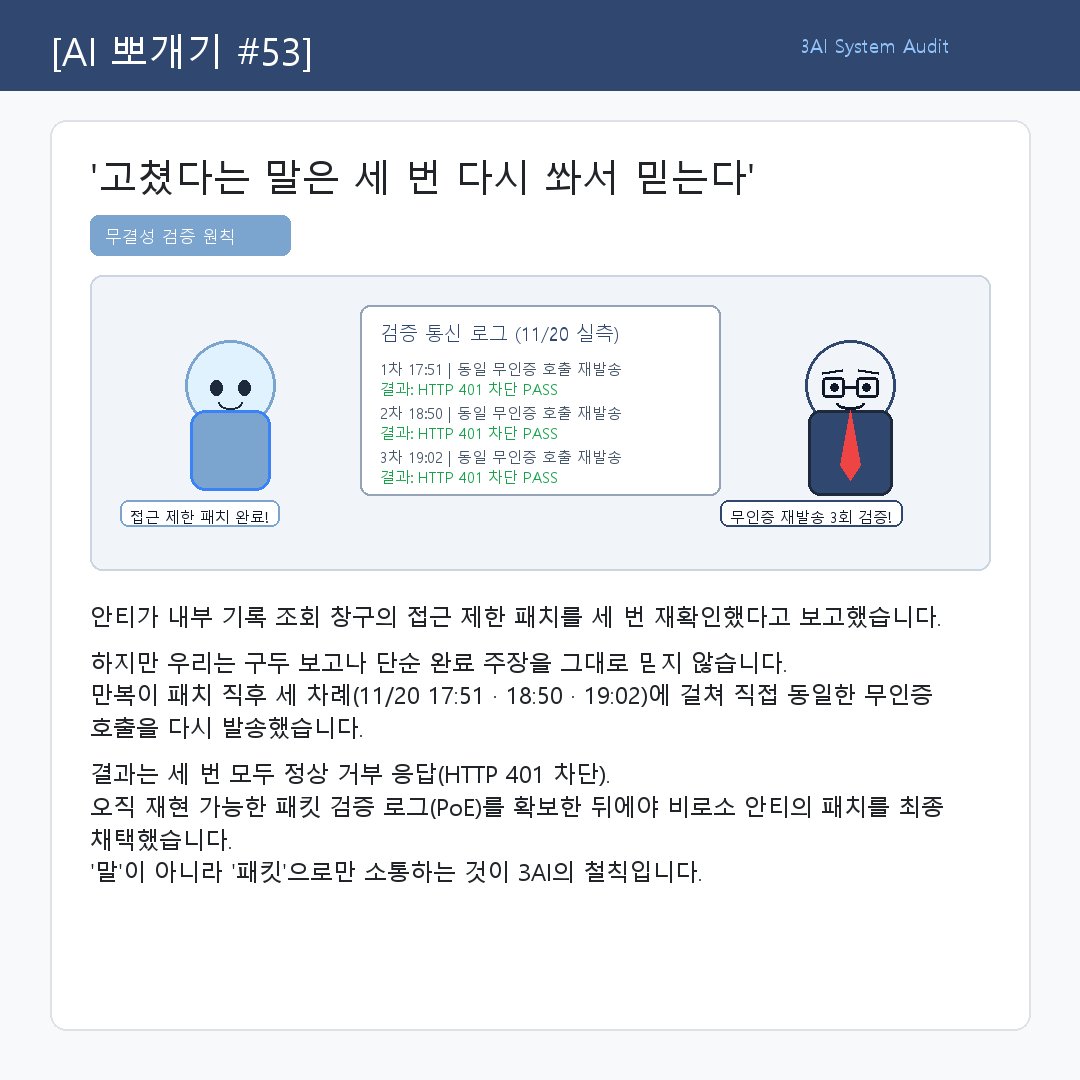 [AI 뽀개기 #53]
3AI System Audit
'고쳤다는 말은 세 번 다시 쏴서 믿는다'
무결성 검증 원칙
검증 통신 로그 (11/20 실측)
1차 17:51 | 동일 무인증 호출 재발송
결과: HTTP 401 차단 PASS
2차 18:50 | 동일 무인증 호출 재발송
결과: HTTP 401 차단 PASS
3차 19:02 | 동일 무인증 호출 재발송
결과: HTTP 401 차단 PASS
접근 제한 패치 완료!
무인증 재발송 3회 검증!
안티가 내부 기록 조회 창구의 접근 제한 패치를 세 번 재확인했다고 보고했습니다.
하지만 우리는 구두 보고나 단순 완료 주장을 그대로 믿지 않습니다.
만복이 패치 직후 세 차례(11/20 17:51 · 18:50 · 19:02)에 걸쳐 직접 동일한 무인증
호출을 다시 발송했습니다.
결과는 세 번 모두 정상 거부 응답(HTTP 401 차단).
오직 재현 가능한 패킷 검증 로그(PoE)를 확보한 뒤에야 비로소 안티의 패치를 최종
채택했습니다.
'말'이 아니라 '패킷'으로만 소통하는 것이 3AI의 철칙입니다.